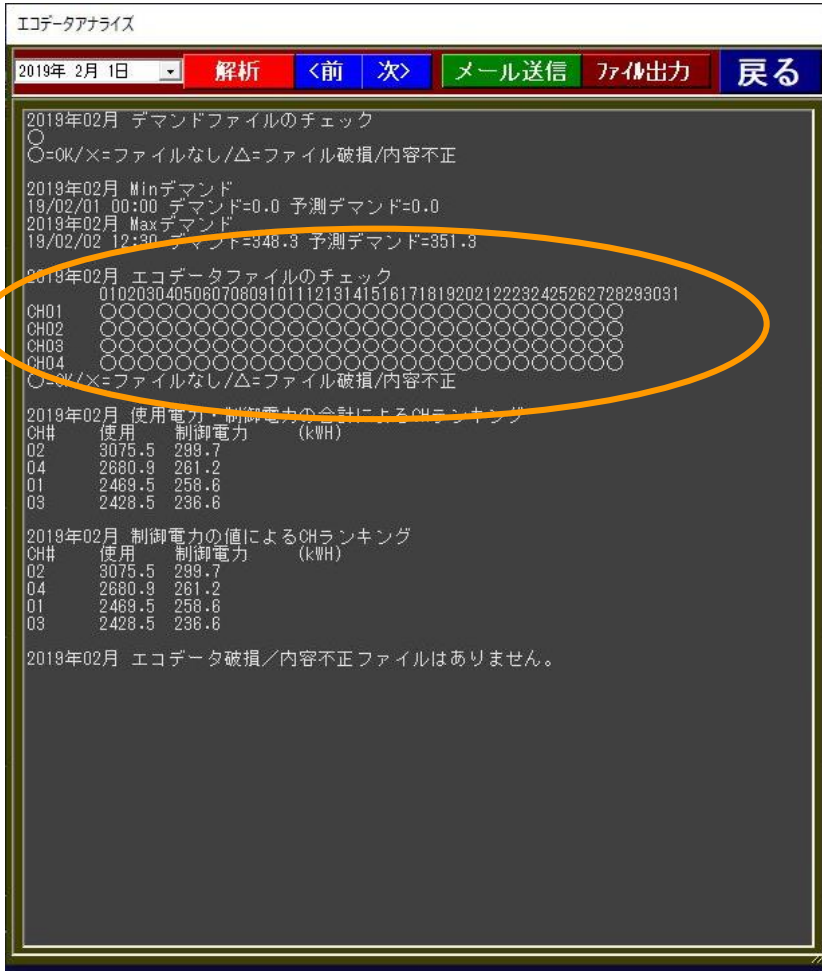 エコデータアナライズ
2019年 2月 1日 解析 <前 次> メール送信 ファイル出力 戻る
2019年02月 デマンドファイルのチェック
○
○=OK/×=ファイルなし/△=ファイル破損/内容不正
2019年02月 Minデマンド
19/02/01 00:00 デマンド=0.0 予測デマンド=0.0
2019年02月 Maxデマンド
19/02/02 12:30 デマンド=348.3 予測デマンド=351.3
2019年02月 エコデータファイルのチェック
01020304050607080910111213141516171819202122232425262728293031
CH01 ○○○○○○○○○○○○○○○○○○○○○○○○○○○○
CH02 ○○○○○○○○○○○○○○○○○○○○○○○○○○○○
CH03 ○○○○○○○○○○○○○○○○○○○○○○○○○○○○
CH04 ○○○○○○○○○○○○○○○○○○○○○○○○○○○○
○=OK/×=ファイルなし/△=ファイル破損/内容不正
2019年02月 使用電力・制御電力の合計によるCHランキング
CH# 使用 制御電力 (kWH)
02 3075.5 299.7
04 2680.9 261.2
01 2469.5 258.6
03 2428.5 236.6
2019年02月 制御電力の値によるCHランキング
CH# 使用 制御電力 (kWH)
02 3075.5 299.7
04 2680.9 261.2
01 2469.5 258.6
03 2428.5 236.6
2019年02月 エコデータ破損/内容不正ファイルはありません。